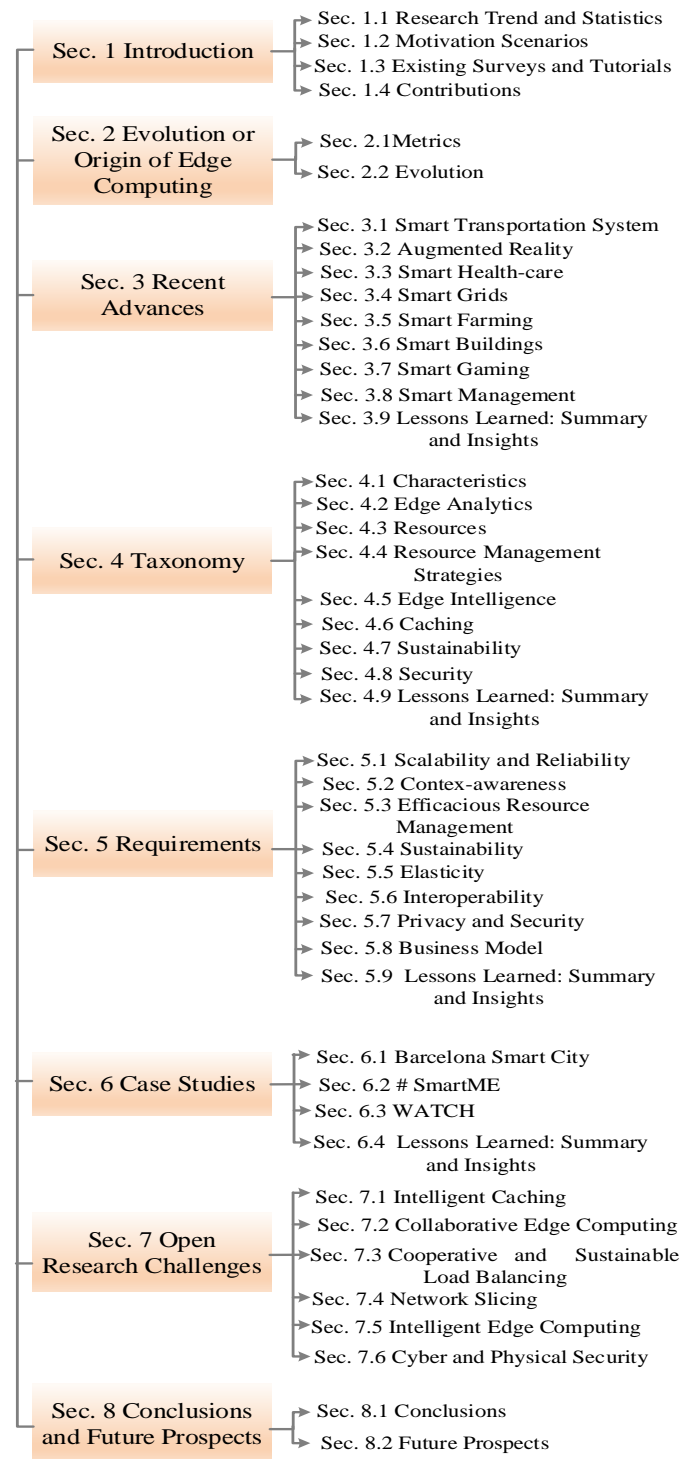 Sec. 1 Introduction
Sec. 1.1 Research Trend and Statistics
Sec. 1.2 Motivation Scenarios
Sec. 1.3 Existing Surveys and Tutorials
Sec. 1.4 Contributions
Sec. 2 Evolution or
Origin of Edge
Computing
Sec. 2.1Metrics
Sec. 2.2 Evolution
Sec. 3 Recent
Advances
Sec. 3.1 Smart Transportation System
Sec. 3.2 Augmented Reality
Sec. 3.3 Smart Health-care
Sec. 3.4 Smart Grids
Sec. 3.5 Smart Farming
Sec. 3.6 Smart Buildings
Sec. 3.7 Smart Gaming
Sec. 3.8 Smart Management
Sec. 3.9 Lessons Learned: Summary
and Insights
Sec. 4 Taxonomy
Sec. 4.1 Characteristics
Sec. 4.2 Edge Analytics
Sec. 4.3 Resources
Sec. 4.4 Resource Management
Strategies
Sec. 4.5 Edge Intelligence
Sec. 4.6 Caching
Sec. 4.7 Sustainability
Sec. 4.8 Security
Sec. 4.9 Lessons Learned: Summary
and Insights
Sec. 5 Requirements
Sec. 5.1 Scalability and Reliability
Sec. 5.2 Contex-awareness
Sec. 5.3 Efficacious Resource
Management
Sec. 5.4 Sustainability
Sec. 5.5 Elasticity
Sec. 5.6 Interoperability
Sec. 5.7 Privacy and Security
Sec. 5.8 Business Model
Sec. 5.9 Lessons Learned: Summary
and Insights
Sec. 6 Case Studies
Sec. 6.1 Barcelona Smart City
Sec. 6.2 # SmartME
Sec. 6.3 WATCH
Sec. 6.4 Lessons Learned: Summary
and Insights
Sec. 7 Open
Research Challenges
Sec. 7.1 Intelligent Caching
Sec. 7.2 Collaborative Edge Computing
Sec. 7.3 Cooperative and Sustainable
Load Balancing
Sec. 7.4 Network Slicing
Sec. 7.5 Intelligent Edge Computing
Sec. 7.6 Cyber and Physical Security
Sec. 8 Conclusions
and Future Prospects
Sec. 8.1 Conclusions
Sec. 8.2 Future Prospects